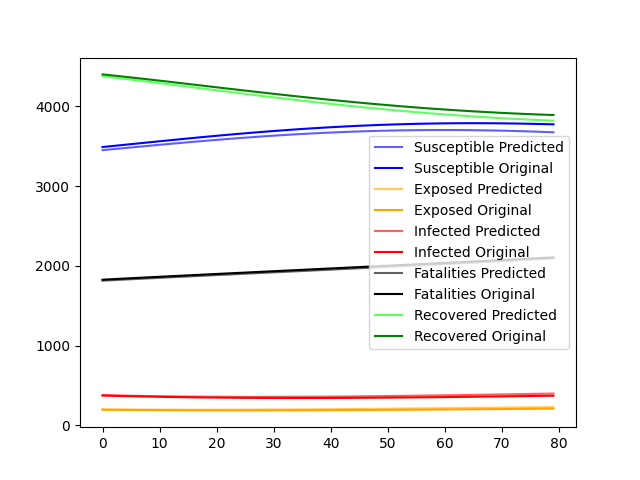 4000
3000
2000
1000
0
Susceptible Predicted
Susceptible Original
Exposed Predicted
Exposed Original
Infected Predicted
Infected Original
Fatalities Predicted
Fatalities Original
Recovered Predicted
Recovered Original
0 10 20 30 40 50 60 70 80